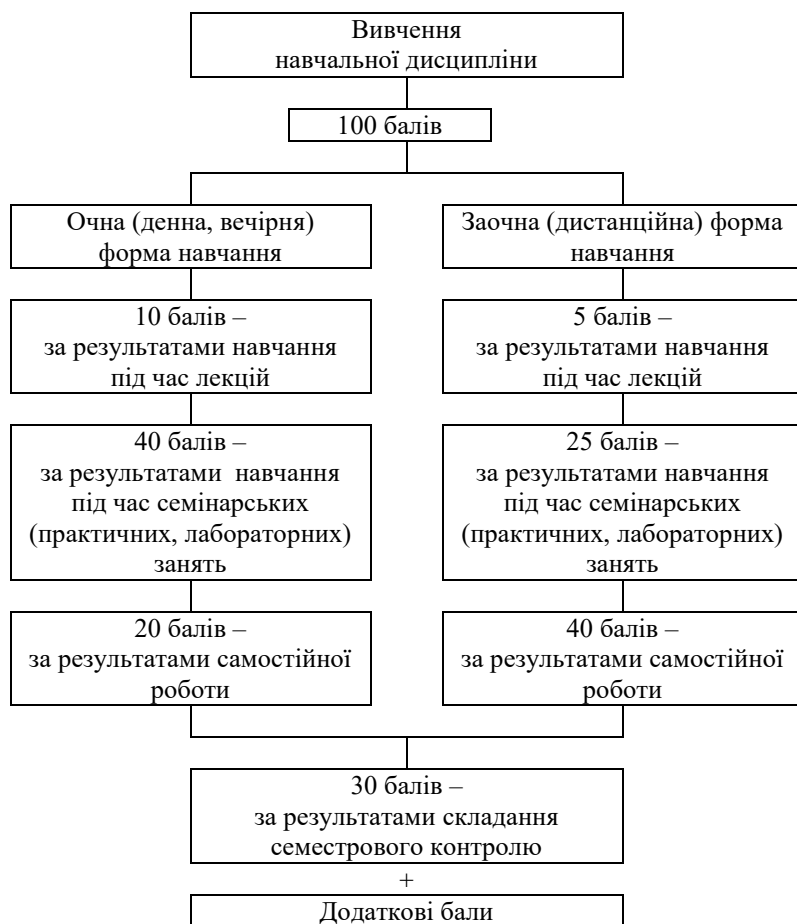 Вивчення
навчальної дисципліни
100 балів
Очна (денна, вечірня)
форма навчання
10 балів –
за результатами навчання
під час лекцій
40 балів –
за результатами навчання
під час семінарських
(практичних, лабораторних)
занять
20 балів –
за результатами самостійної
роботи
Заочна (дистанційна) форма
навчання
5 балів –
за результатами навчання
під час лекцій
25 балів –
за результатами навчання
під час семінарських
(практичних, лабораторних)
занять
40 балів –
за результатами самостійної
роботи
30 балів –
за результатами складання
семестрового контролю
+
Додаткові бали